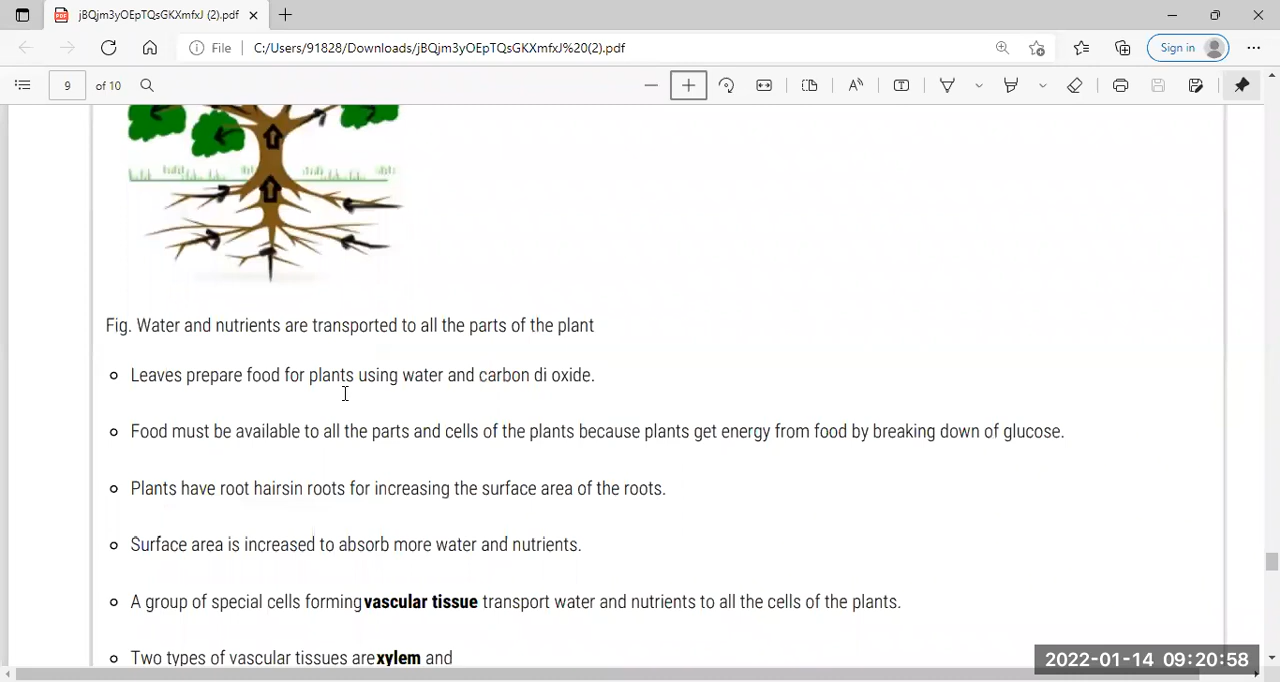 jBQjm3yOEpTQsGKXmfxJ (2).pdf
File C:/Users/91828/Downloads/jBQjm3yOEpTQsGKXmfxJ%20(2).pdf Sign in
9 of 10
Fig. Water and nutrients are transported to all the parts of the plant
Leaves prepare food for plants using water and carbon di oxide.
Food must be available to all the parts and cells of the plants because plants get energy from food by breaking down of glucose.
Plants have root hairsin roots for increasing the surface area of the roots.
Surface area is increased to absorb more water and nutrients.
A group of special cells forming vascular tissue transport water and nutrients to all the cells of the plants.
Two types of vascular tissues are xylem and
2022-01-14 09:20:58